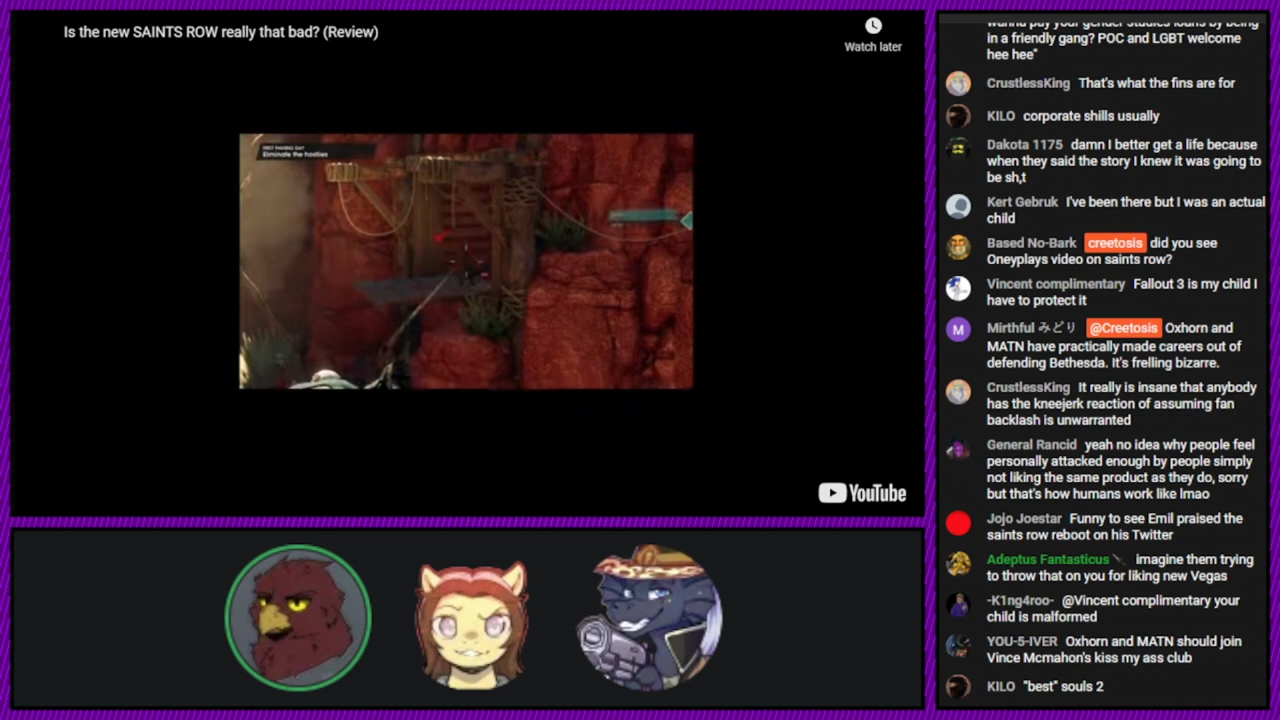 Is the new SAINTS ROW really that bad? (Review)
Watch later
FIRST FUCKING DAY
Eliminate the hostiles
YouTube
wanna pay your gender studies loans by being
in a friendly gang? POC and LGBT welcome
hee hee"
CrustlessKing That's what the fins are for
KILO corporate shills usually
Dakota 1175 damn I better get a life because
when they said the story I knew it was going to
be sh,t
Kert Gebruk I've been there but I was an actual
child
Based No-Bark creetosis did you see
Oneyplays video on saints row?
Vincent complimentary Fallout 3 is my child I
have to protect it
M
Mirthful みどり @Creetosis Oxhorn and
MATN have practically made careers out of
defending Bethesda. It's frelling bizarre.
CrustlessKing It really is insane that anybody
has the kneejerk reaction of assuming fan
backlash is unwarranted
General Rancid yeah no idea why people feel
personally attacked enough by people simply
not liking the same product as they do, sorry
but that's how humans work like lmao
Jojo Joestar Funny to see Emil praised the
saints row reboot on his Twitter
Adeptus Fantasticus imagine them trying
to throw that on you for liking new Vegas
-K1ng4roo- @Vincent complimentary your
child is malformed
YOU-5-IVER Oxhorn and MATN should join
Vince Mcmahon's kiss my ass club
KILO "best" souls 2